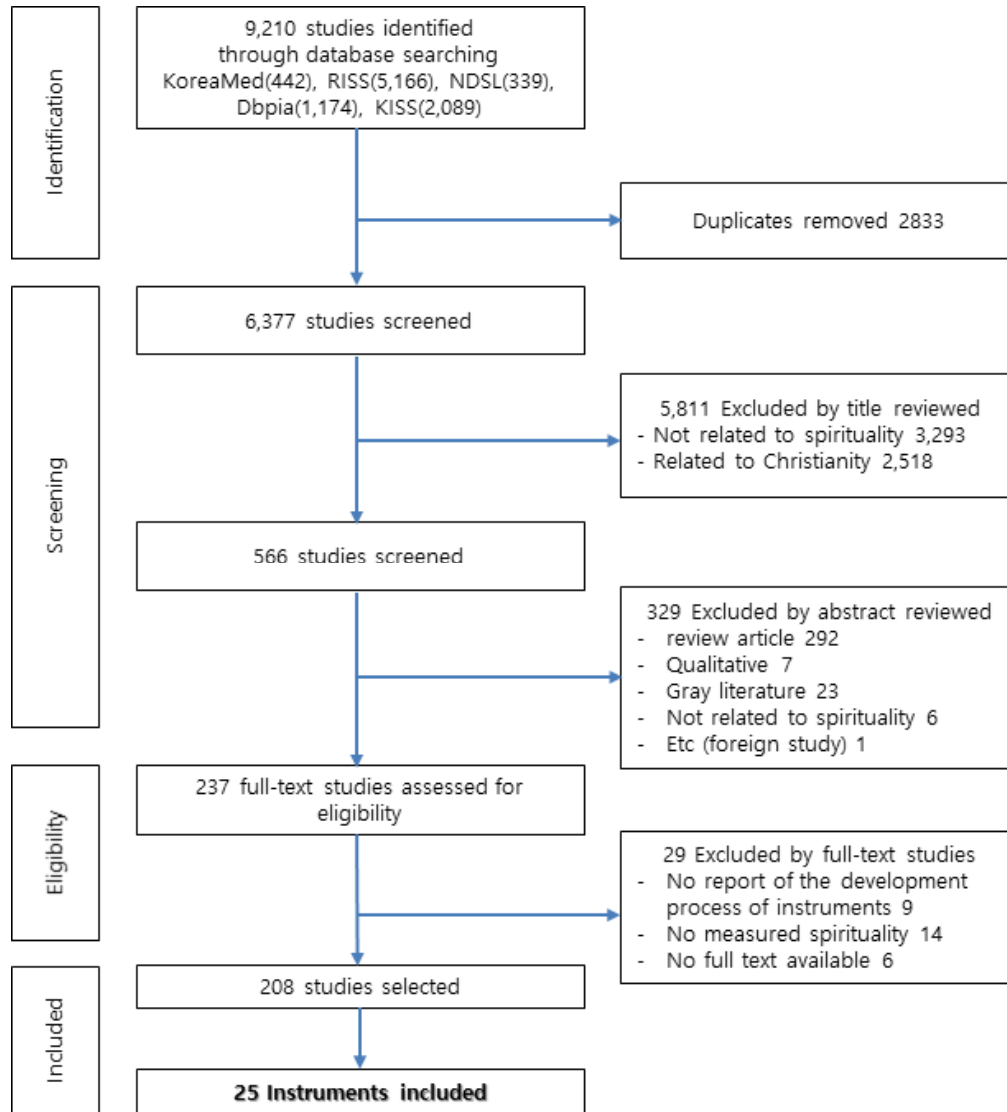 Identification
9,210 studies identified
through database searching
KoreaMed(442), RISS(5,166), NDSL(339),
Dbpia(1,174), KISS(2,089)
Duplicates removed 2833
Screening
6,377 studies screened
5,811 Excluded by title reviewed
- Not related to spirituality 3,293
- Related to Christianity 2,518
566 studies screened
329 Excluded by abstract reviewed
- review article 292
- Qualitative 7
- Gray literature 23
- Not related to spirituality 6
- Etc (foreign study) 1
Eligibility
237 full-text studies assessed for
eligibility
29 Excluded by full-text studies
- No report of the development
process of instruments 9
- No measured spirituality 14
- No full text available 6
Included
208 studies selected
25 Instruments included